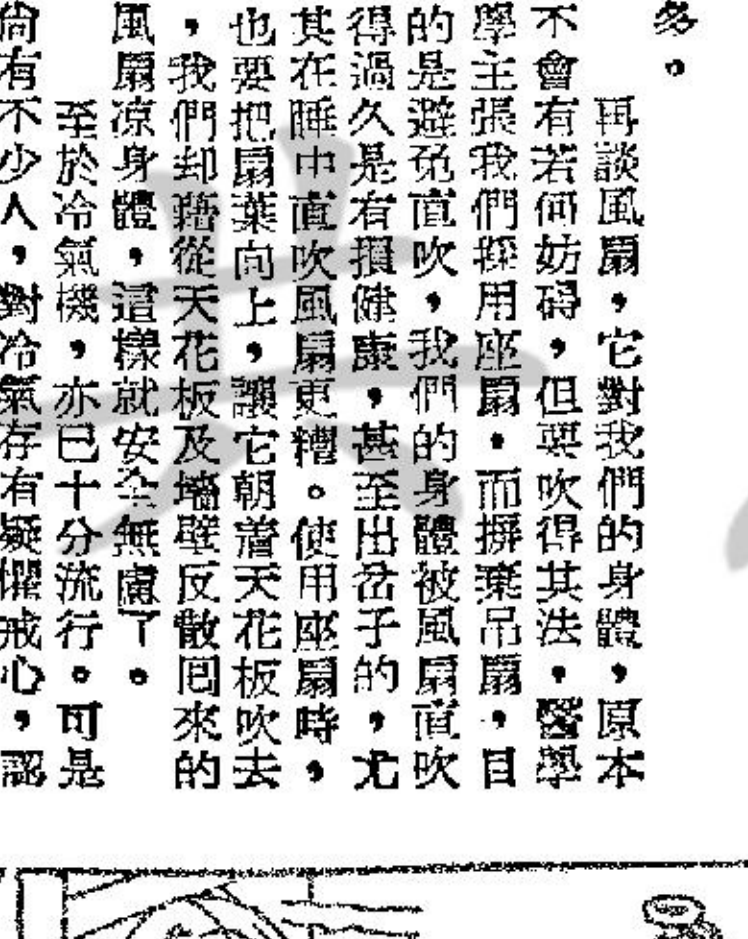 多。
再談風扇，它對我們的身體，原本
不會有若何妨碍，但要吹得其法，醫學
學主張我們採用座扇，而摒棄吊扇，目
的是避免直吹，我們的身體被風扇直吹
得過久是有損健康，甚至出岔子的，尤
其在睡中直吹風扇更糟。使用座扇時，
也要把扇葉向上，讓它朝着天花板吹去
，我們却藉從天花板及墻壁反散回來的
風扇凉身體，這樣就安全無慮了。
至於冷氣機，亦已十分流行。可是
尙有不少人，對冷氣存有疑懼戒心，認